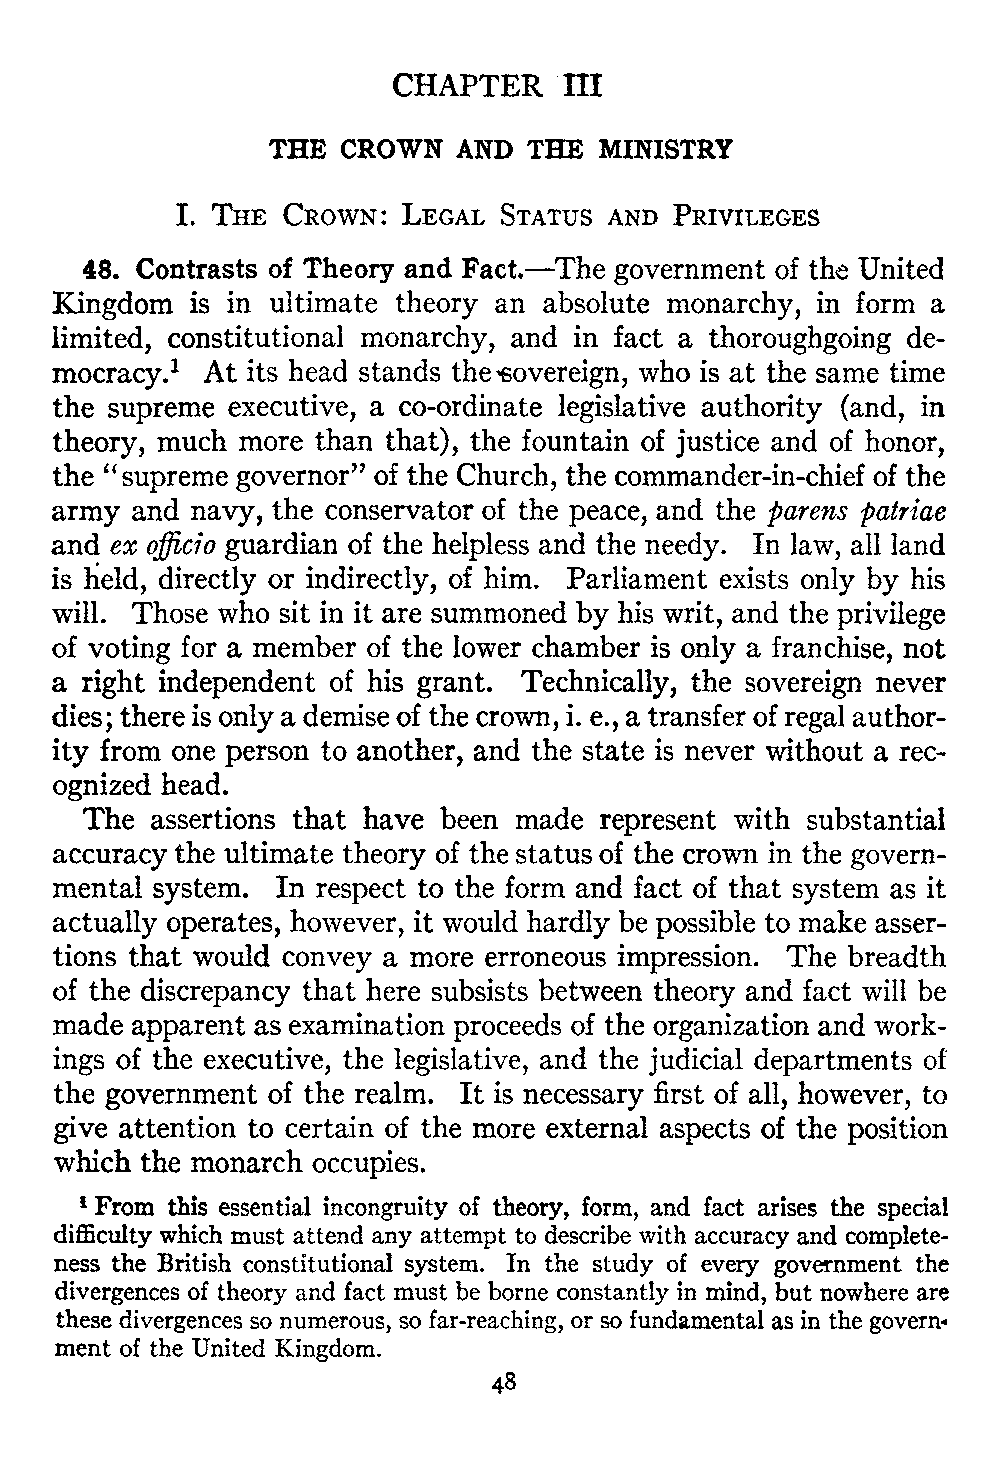 CHAPTER III
THE CROWN AND THE MINISTRY
I. THE CROWN: LEGAL STATUS AND PRIVILEGES
48. Contrasts of Theory and Fact.—The government of the United
Kingdom is in ultimate theory an absolute monarchy, in form a
limited, constitutional monarchy, and in fact a thoroughgoing de-
mocracy.¹ At its head stands the sovereign, who is at the same time
the supreme executive, a co-ordinate legislative authority (and, in
theory, much more than that), the fountain of justice and of honor,
the “supreme governor” of the Church, the commander-in-chief of the
army and navy, the conservator of the peace, and the parens patriae
and ex officio guardian of the helpless and the needy. In law, all land
is held, directly or indirectly, of him. Parliament exists only by his
will. Those who sit in it are summoned by his writ, and the privilege
of voting for a member of the lower chamber is only a franchise, not
a right independent of his grant. Technically, the sovereign never
dies; there is only a demise of the crown, i. e., a transfer of regal author-
ity from one person to another, and the state is never without a rec-
ognized head.
The assertions that have been made represent with substantial
accuracy the ultimate theory of the status of the crown in the govern-
mental system. In respect to the form and fact of that system as it
actually operates, however, it would hardly be possible to make asser-
tions that would convey a more erroneous impression. The breadth
of the discrepancy that here subsists between theory and fact will be
made apparent as examination proceeds of the organization and work-
ings of the executive, the legislative, and the judicial departments of
the government of the realm. It is necessary first of all, however, to
give attention to certain of the more external aspects of the position
which the monarch occupies.
¹ From this essential incongruity of theory, form, and fact arises the special
difficulty which must attend any attempt to describe with accuracy and complete-
ness the British constitutional system. In the study of every government the
divergences of theory and fact must be borne constantly in mind, but nowhere are
these divergences so numerous, so far-reaching, or so fundamental as in the govern-
ment of the United Kingdom.
48